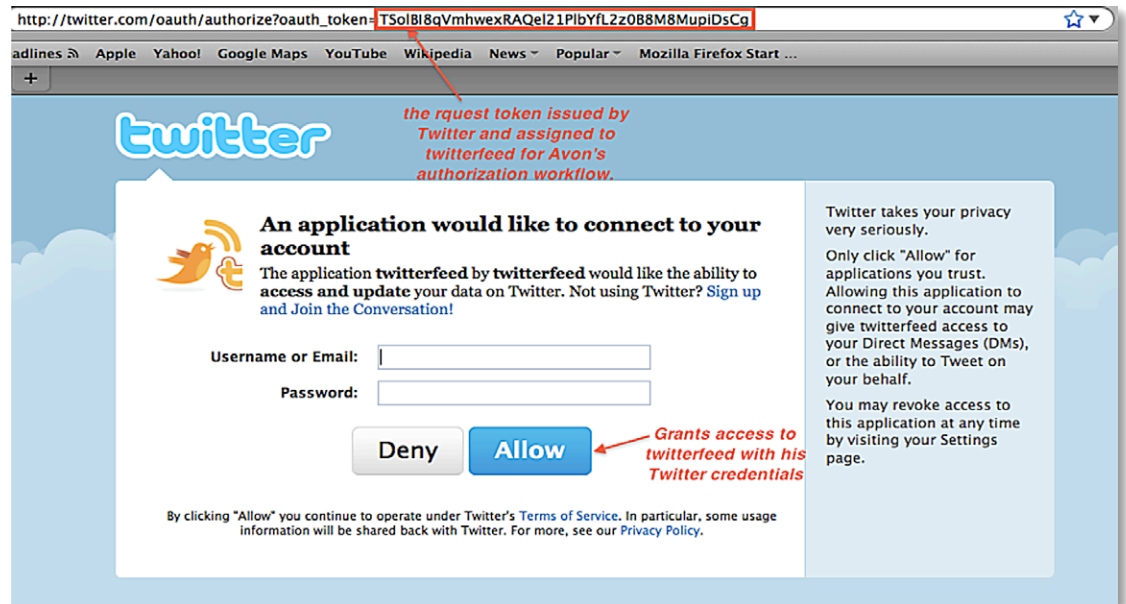 http://twitter.com/oauth/authorize?oauth_token=TSolBI8qVmhwexRAQel21PlbYfL2z0B8M8MupiDsCg
adlines Apple Yahoo! Google Maps YouTube Wikipedia News Popular Mozilla Firefox Start ...
+
the rquest token issued by
Twitter and assigned to
twitterfeed for Avon's
authorization workflow.
twitter
An application would like to connect to your
account
The application twitterfeed by twitterfeed would like the ability to
access and update your data on Twitter. Not using Twitter? Sign up
and Join the Conversation!
Username or Email:
Password:
Deny Allow
Grants access to
twitterfeed with his
Twitter credentials
By clicking "Allow" you continue to operate under Twitter's Terms of Service. In particular, some usage
information will be shared back with Twitter. For more, see our Privacy Policy.
Twitter takes your privacy
very seriously.
Only click "Allow" for
applications you trust.
Allowing this application to
connect to your account may
give twitterfeed access to
your Direct Messages (DMs),
or the ability to Tweet on
your behalf.
You may revoke access to
this application at any time
by visiting your Settings
page.